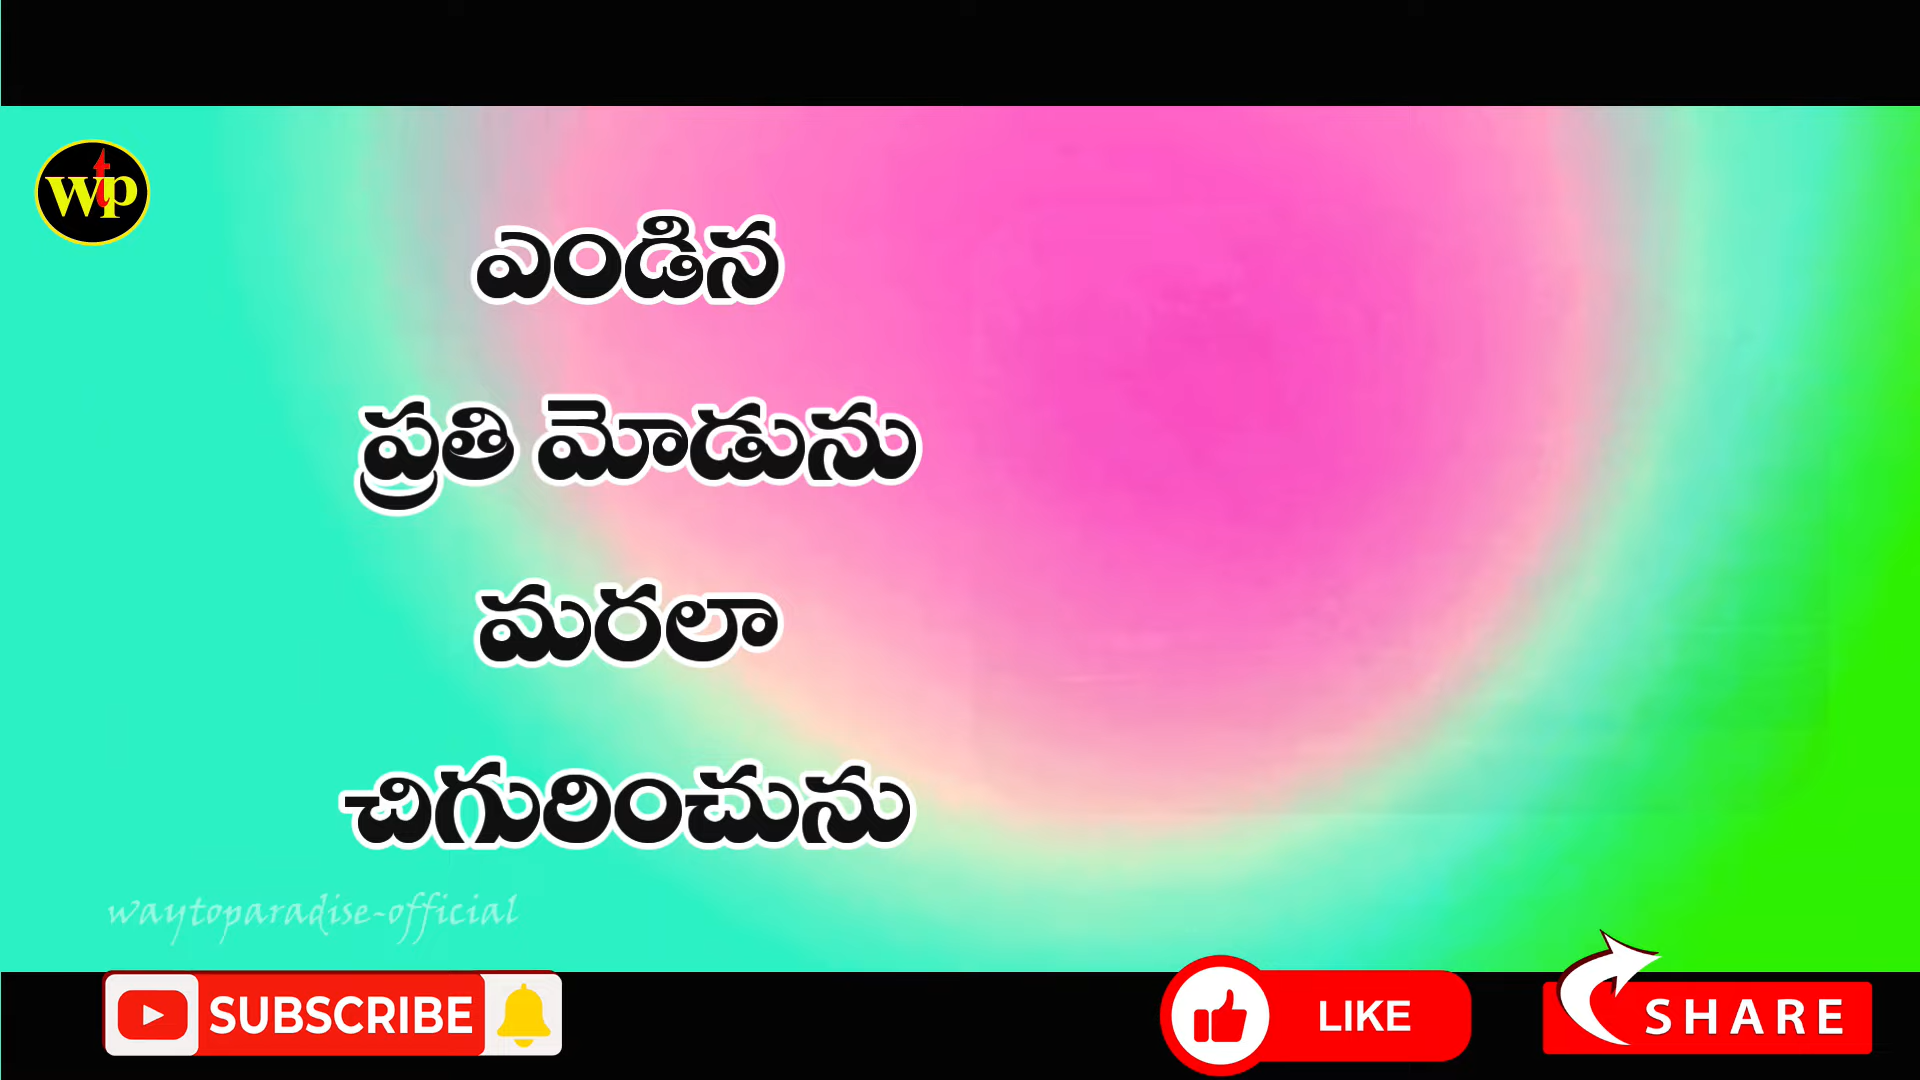 wtp
ఎండిన
ప్రతి మోడును
మరలా
చిగురించును
waytoparadise-official
SUBSCRIBE
LIKE
SHARE